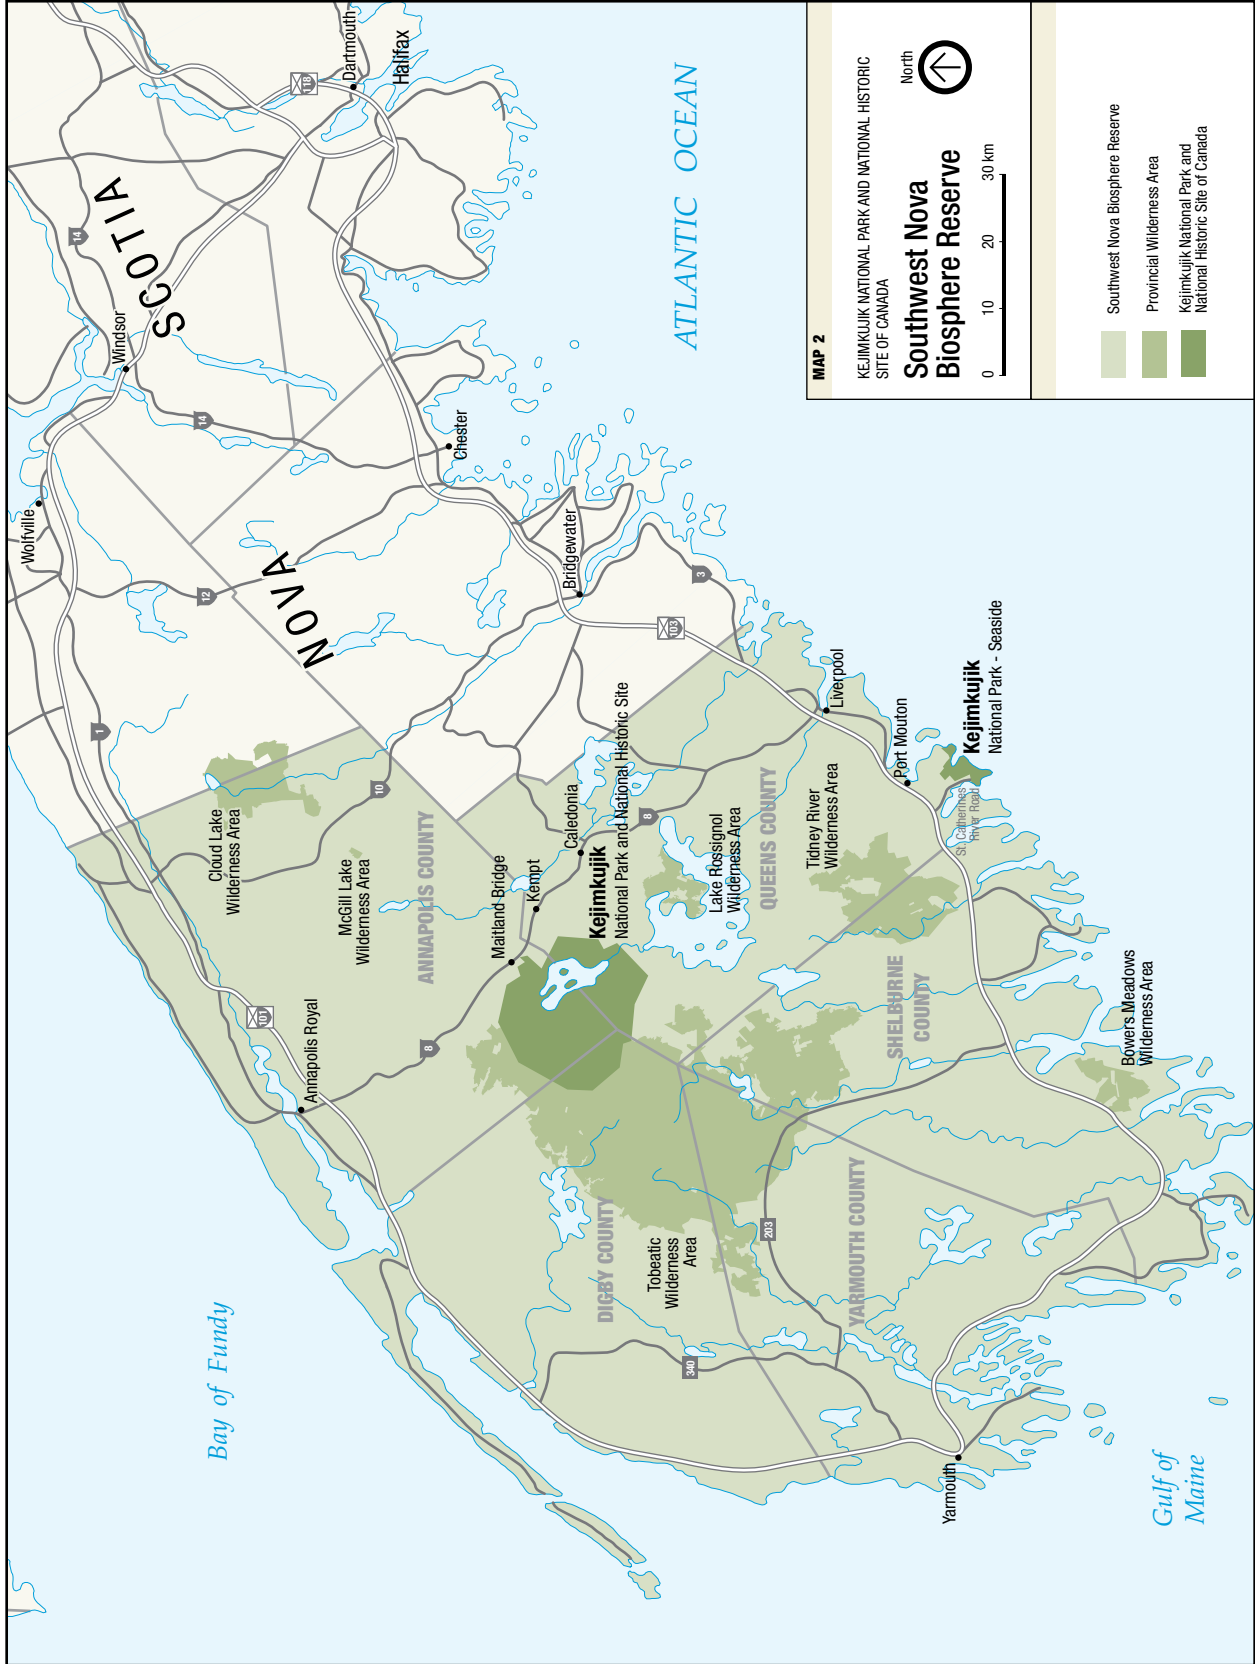 MAP 2
KEJIMKUJIK NATIONAL PARK AND NATIONAL HISTORIC
SITE OF CANADA
Southwest Nova
Biosphere Reserve
North
0 10 20 30 km
Southwest Nova Biosphere Reserve
Provincial Wilderness Area
Kejimkujik National Park and
National Historic Site of Canada
Bay of Fundy
ATLANTIC OCEAN
Gulf of
Maine
NOVA
SCOTIA
Wolfville
Windsor
Dartmouth
Halifax
Chester
Bridgewater
Liverpool
Port Mouton
Yarmouth
Annapolis Royal
Maitland Bridge
Kempt
Caledonia
Kejimkujik
National Park and National Historic Site
Kejimkujik
National Park - Seaside
St. Catherines
River Road
Cloud Lake
Wilderness Area
McGill Lake
Wilderness Area
Lake Rossignol
Wilderness Area
Tidney River
Wilderness Area
Bowers Meadows
Wilderness Area
Tobeatic
Wilderness
Area
ANNAPOLIS COUNTY
QUEENS COUNTY
SHELBURNE
COUNTY
DIGBY COUNTY
YARMOUTH COUNTY
14
14
118
12
1
10
101
8
8
103
3
203
340